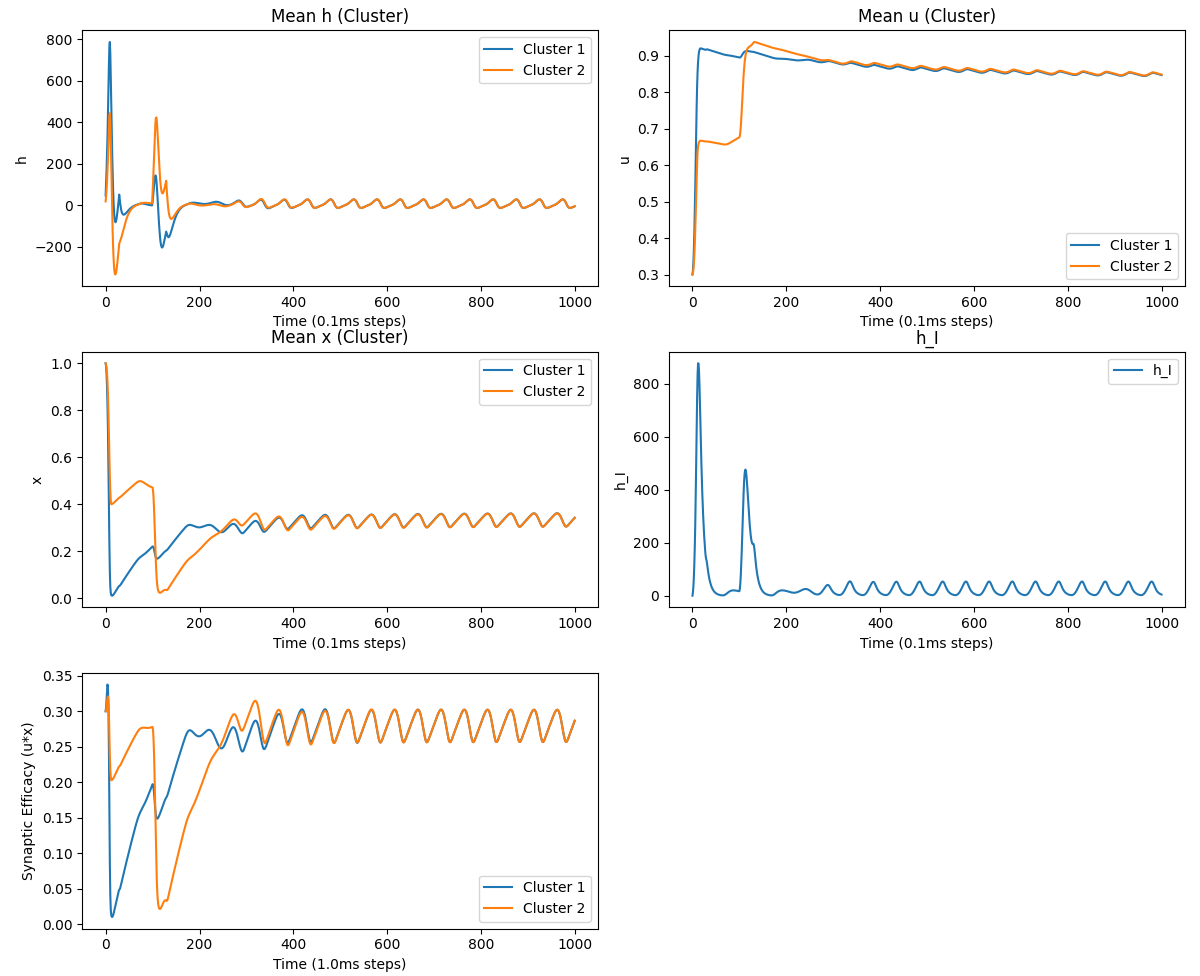 Mean h (Cluster)
h
800
600
400
200
0
−200
0 200 400 600 800 1000
Time (0.1ms steps)
Cluster 1
Cluster 2
Mean u (Cluster)
u
0.9
0.8
0.7
0.6
0.5
0.4
0.3
0 200 400 600 800 1000
Time (0.1ms steps)
Cluster 1
Cluster 2
Mean x (Cluster)
x
1.0
0.8
0.6
0.4
0.2
0.0
0 200 400 600 800 1000
Time (0.1ms steps)
Cluster 1
Cluster 2
h_I
h_I
800
600
400
200
0
0 200 400 600 800 1000
Time (0.1ms steps)
h_I
Synaptic Efficacy (u*x)
0.35
0.30
0.25
0.20
0.15
0.10
0.05
0.00
0 200 400 600 800 1000
Time (1.0ms steps)
Cluster 1
Cluster 2